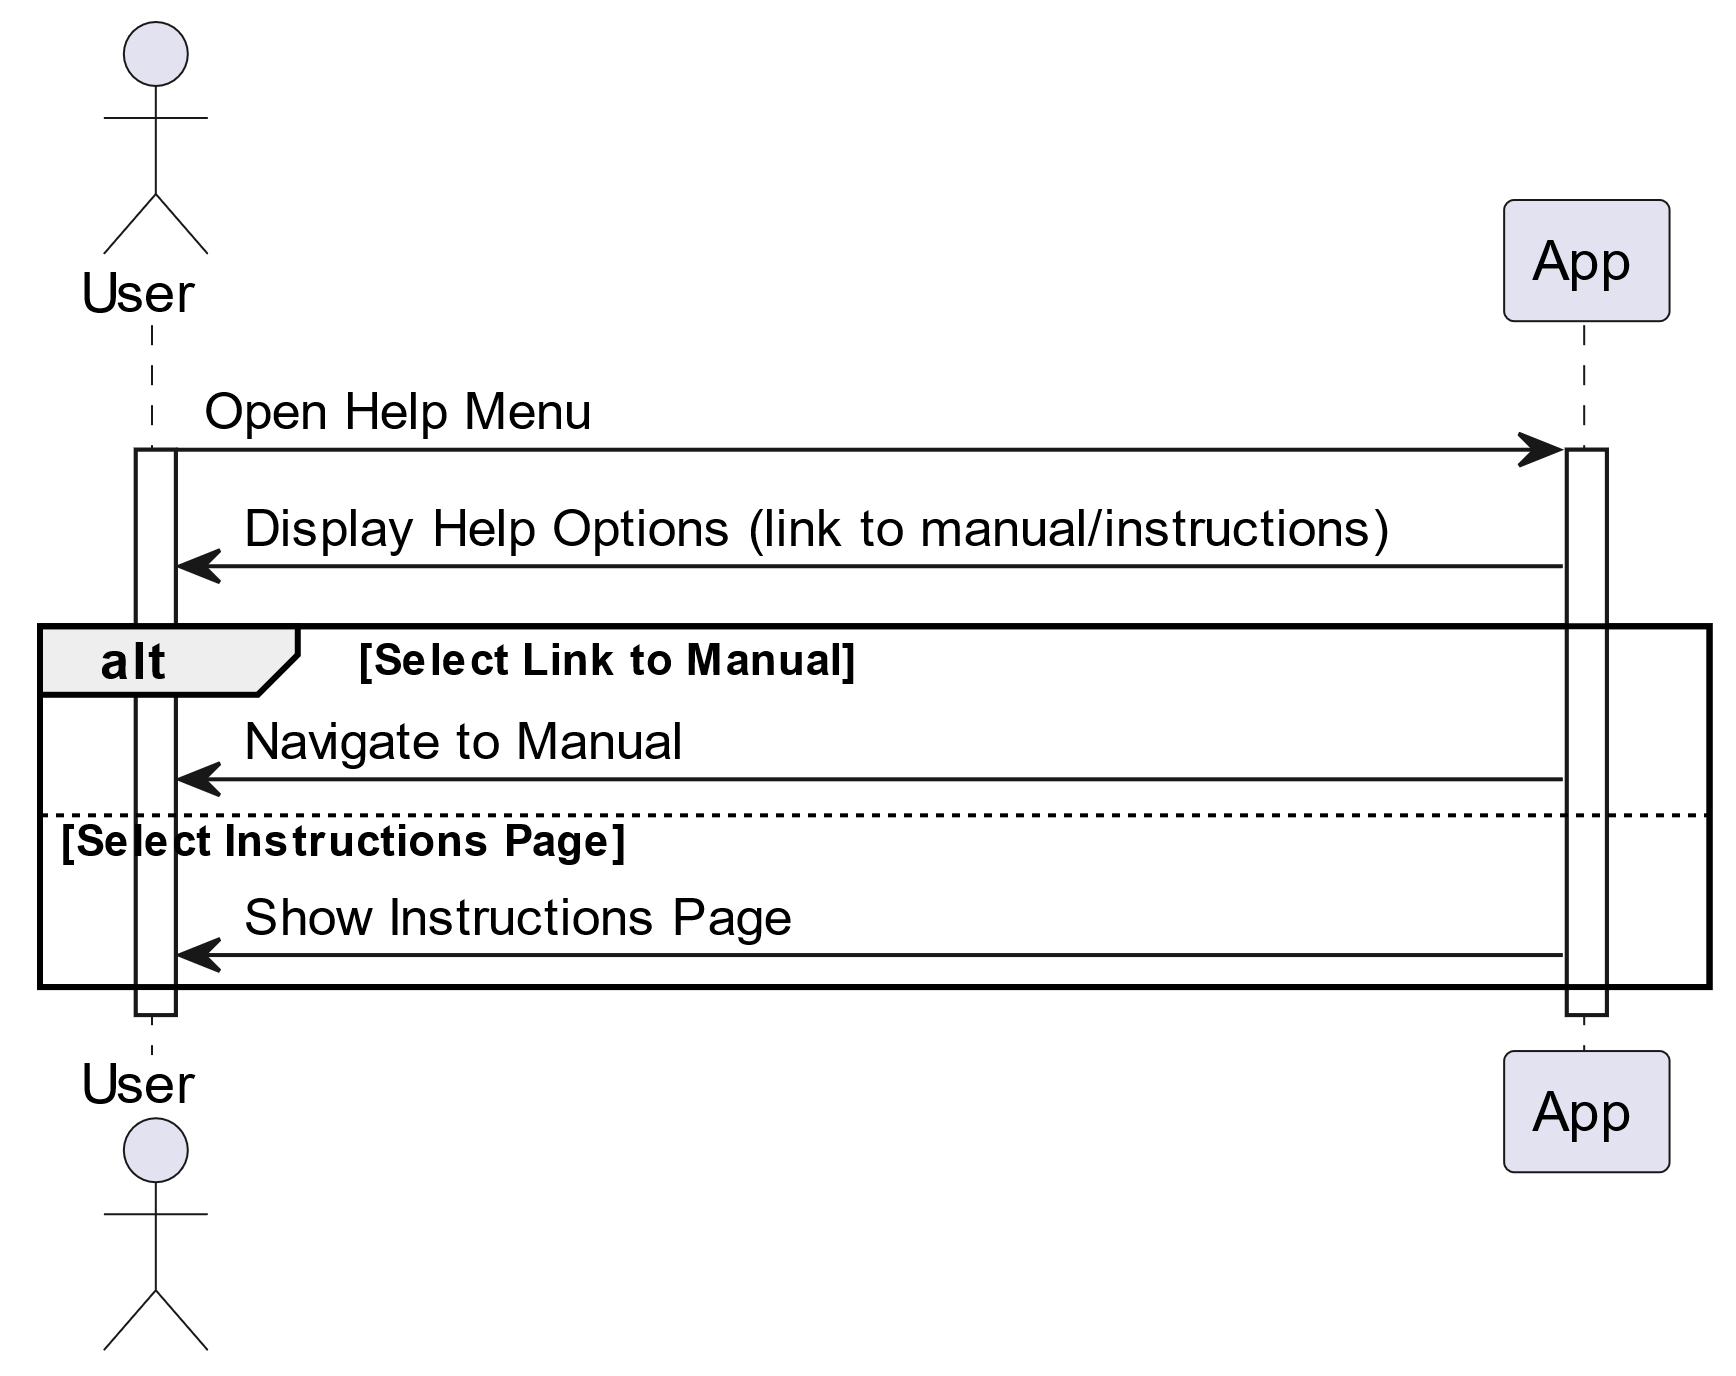 User
App
Open Help Menu
Display Help Options (link to manual/instructions)
alt
[Select Link to Manual]
Navigate to Manual
[Select Instructions Page]
Show Instructions Page
User
App